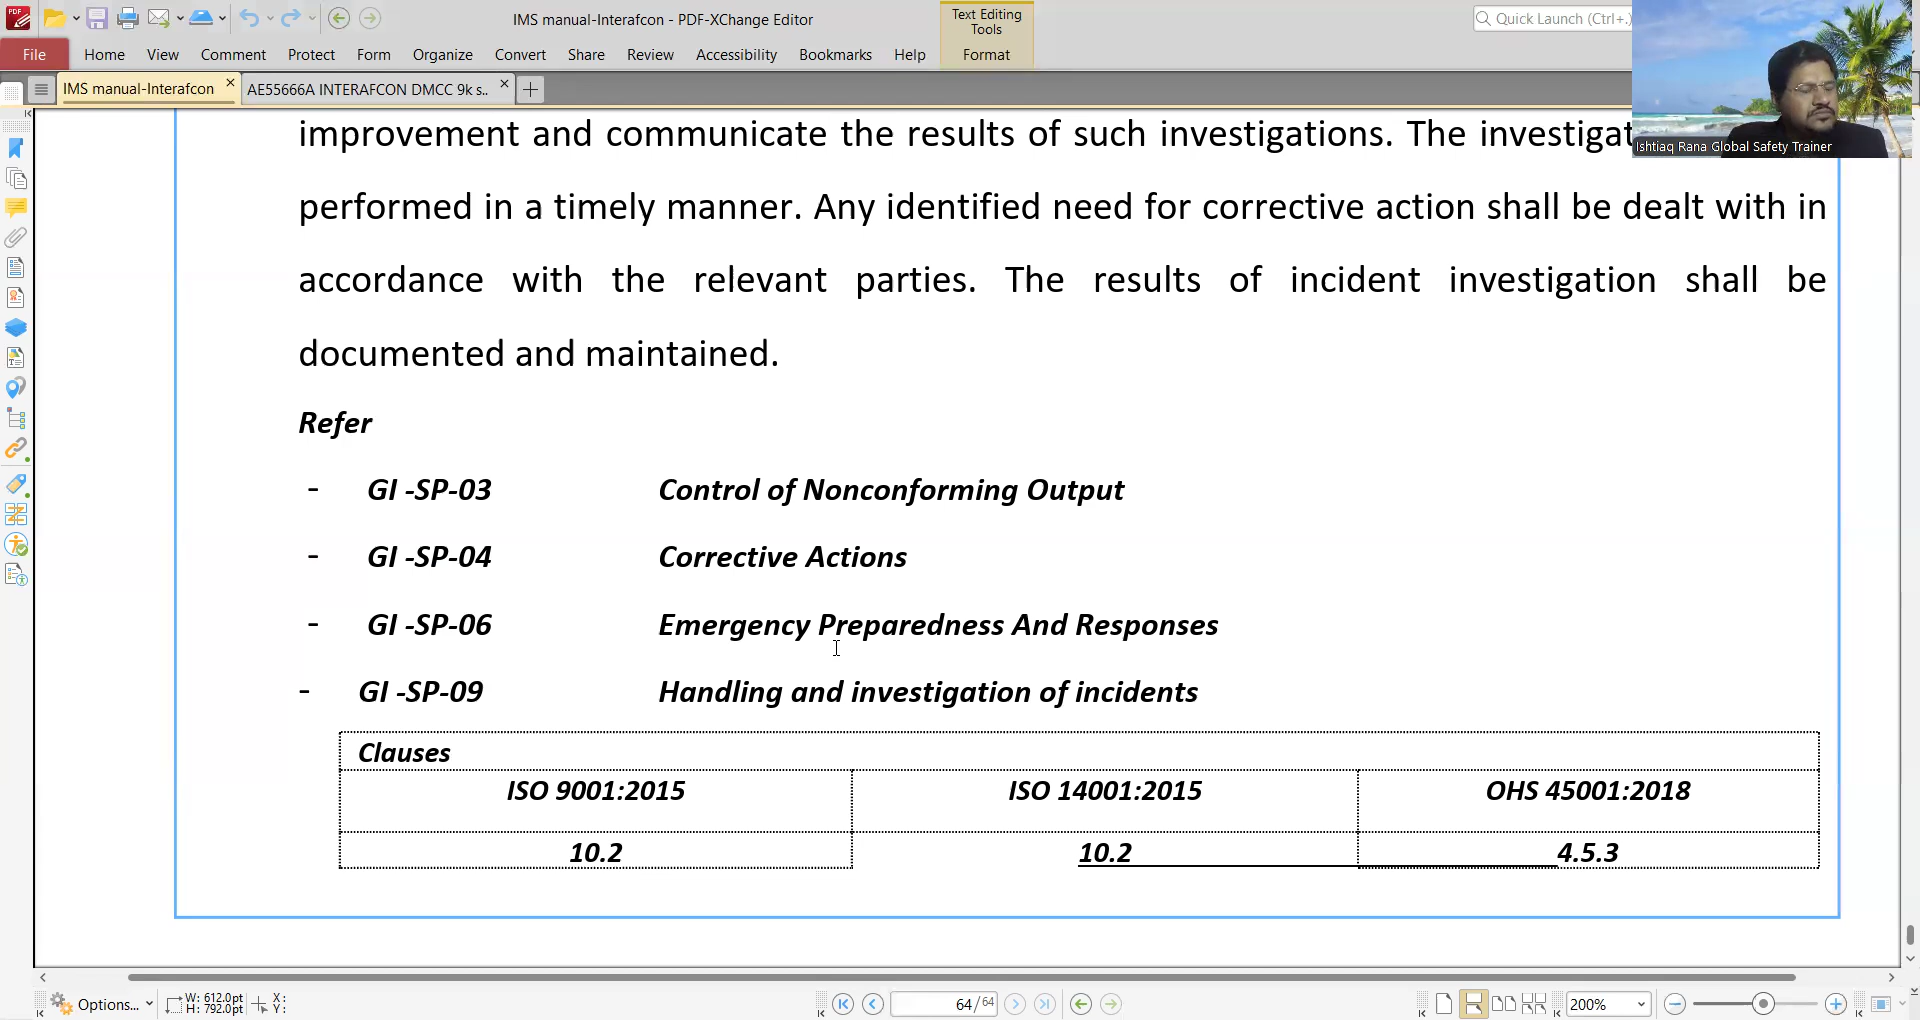 IMS manual-Interafcon - PDF-XChange Editor
Text Editing Tools
Quick Launch (Ctrl+.)
File Home View Comment Protect Form Organize Convert Share Review Accessibility Bookmarks Help Format
IMS manual-Interafcon AE55666A INTERAFCON DMCC 9k s..
Ishtiaq Rana Global Safety Trainer
improvement and communicate the results of such investigations. The
performed in a timely manner. Any identified need for corrective action shall be dealt with in
accordance with the relevant parties. The results of incident investigation shall be
documented and maintained.
Refer
- GI -SP-03 Control of Nonconforming Output
- GI -SP-04 Corrective Actions
- GI -SP-06 Emergency Preparedness And Responses
- GI -SP-09 Handling and investigation of incidents
Clauses
ISO 9001:2015 ISO 14001:2015 OHS 45001:2018
10.2 10.2 4.5.3
Options... W: 612.0pt H: 792.0pt X: Y: 64 / 64 200%